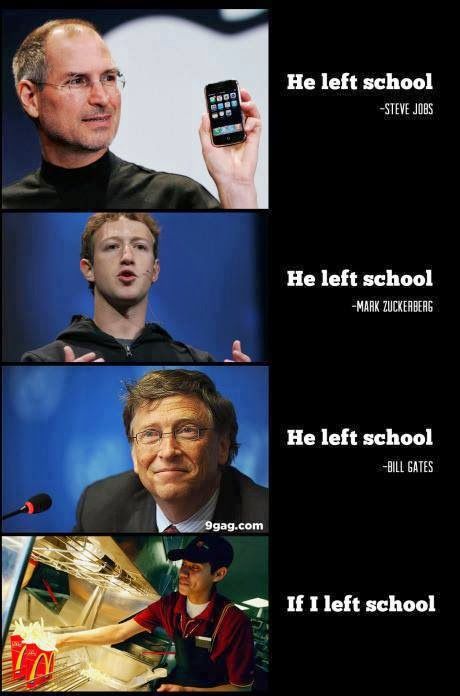 He left school
-STEVE JOBS
He left school
-MARK ZUCKERBERG
He left school
-BILL GATES
9gag.com
If I left school